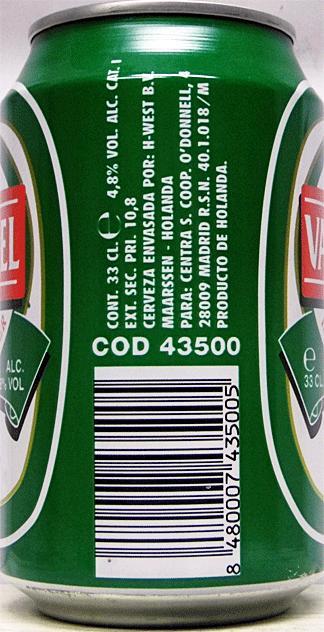 CONT. 33 CL. ℮ 4,8% VOL. ALC. CAT. I
EXT. SEC. PRI. 10,8
CERVEZA ENVASADA POR: H-WEST B.V.
MAARSSEN - HOLANDA
PARA: CENTRA S. COOP. O'DONNELL, 4
28009 MADRID R.S.N. 40.1.018/M
PRODUCTO DE HOLANDA.
COD 43500
8 480007 435005
EL
ALC.
% VOL
VA
℮
33 CL